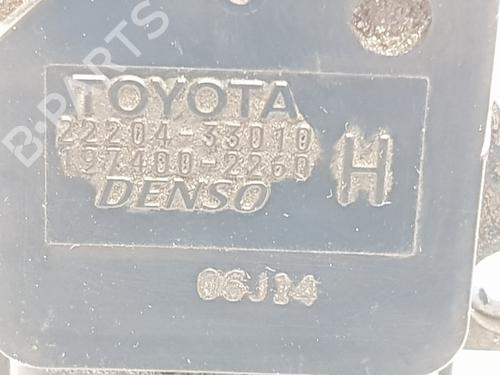 B-PARTS
TOYOTA
22204-33010
197400-2260
DENSO
H
06J14